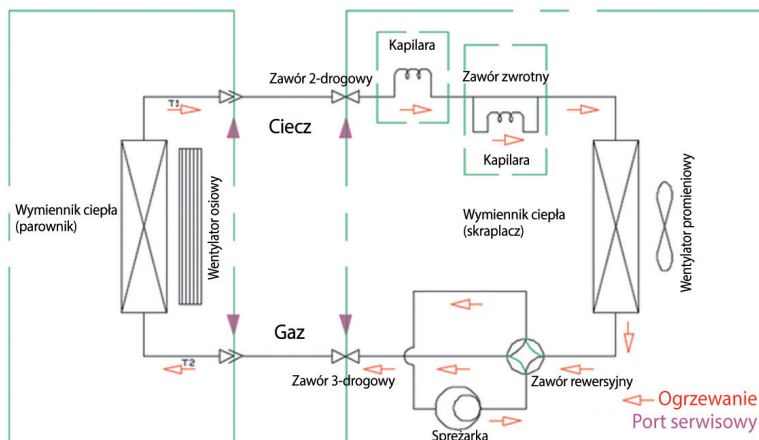 Kapilara
Zawór 2-drogowy
Zawór zwrotny
T1
Ciecz
Kapilara
Wymiennik ciepła
(parownik)
Wentylator osiowy
Wymiennik ciepła
(skraplacz)
Wentylator promieniowy
Gaz
T2
Zawór 3-drogowy
Zawór rewersyjny
Ogrzewanie
Port serwisowy
Sprężarka